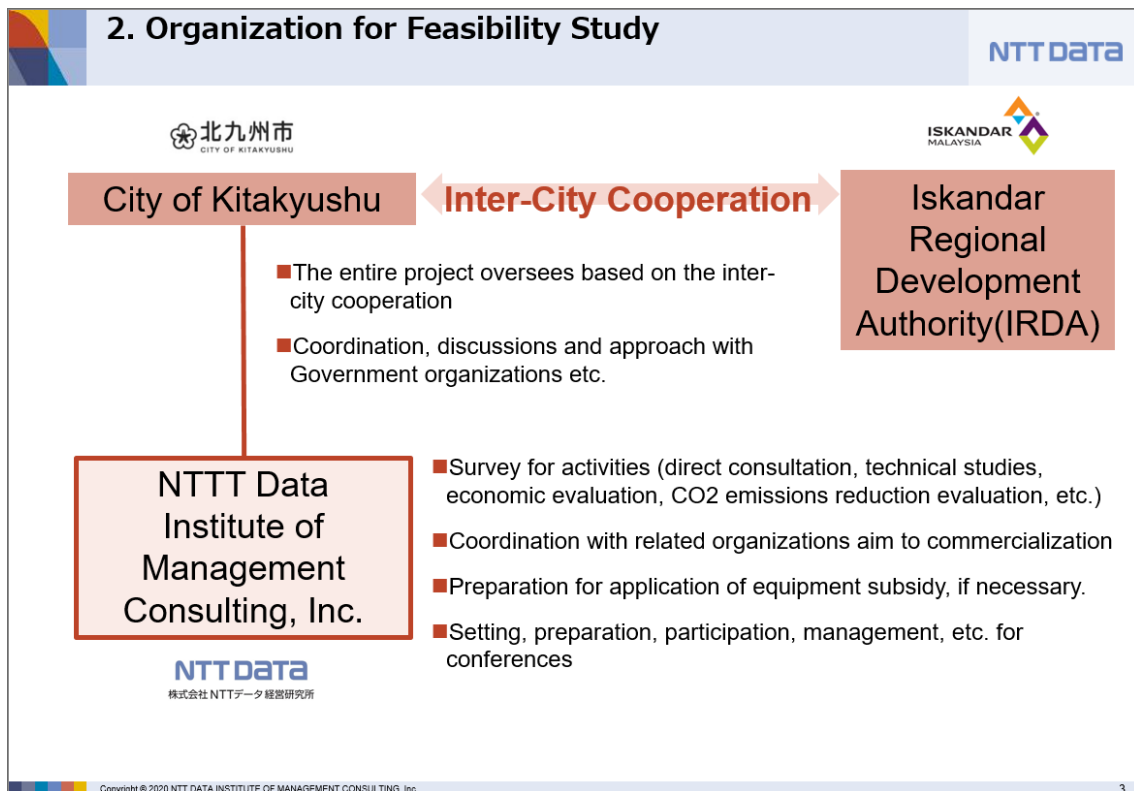 2. Organization for Feasibility Study
NTT DATA
北九州市
CITY OF KITAKYUSHU
ISKANDAR
MALAYSIA
City of Kitakyushu
Inter-City Cooperation
Iskandar
Regional
Development
Authority(IRDA)
■The entire project oversees based on the inter-
city cooperation
■Coordination, discussions and approach with
Government organizations etc.
NTTT Data
Institute of
Management
Consulting, Inc.
■Survey for activities (direct consultation, technical studies,
economic evaluation, CO2 emissions reduction evaluation, etc.)
■Coordination with related organizations aim to commercialization
■Preparation for application of equipment subsidy, if necessary.
■Setting, preparation, participation, management, etc. for
conferences
NTT DATA
株式会社NTTデータ経営研究所
Copyright © 2020 NTT DATA INSTITUTE OF MANAGEMENT CONSULTING, Inc.
3